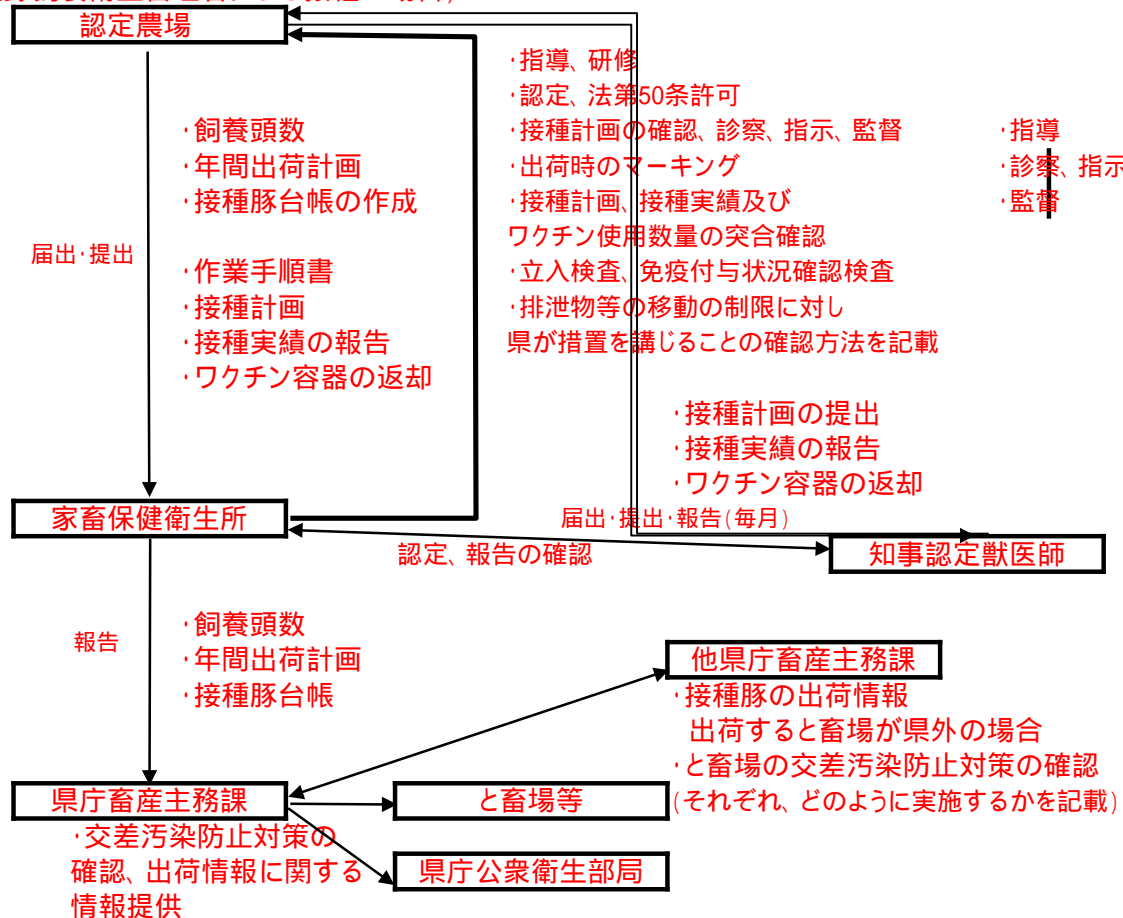 認定農場
･指導、研修
･認定、法第50条許可
･接種計画の確認、診察、指示、監督
･出荷時のマーキング
･接種計画、接種実績及び
ワクチン使用数量の突合確認
･立入検査、免疫付与状況確認検査
･排泄物等の移動の制限に対し
県が措置を講じることの確認方法を記載
･指導
･診察、指示
･監督
･飼養頭数
･年間出荷計画
･接種豚台帳の作成
届出･提出
･作業手順書
･接種計画
･接種実績の報告
･ワクチン容器の返却
･接種計画の提出
･接種実績の報告
･ワクチン容器の返却
届出･提出･報告(毎月)
家畜保健衛生所
認定、報告の確認
知事認定獣医師
報告
･飼養頭数
･年間出荷計画
･接種豚台帳
他県庁畜産主務課
･接種豚の出荷情報
出荷すると畜場が県外の場合
･と畜場の交差汚染防止対策の確認
(それぞれ、どのように実施するかを記載)
県庁畜産主務課
･交差汚染防止対策の
確認、出荷情報に関する
情報提供
と畜場等
県庁公衆衛生部局